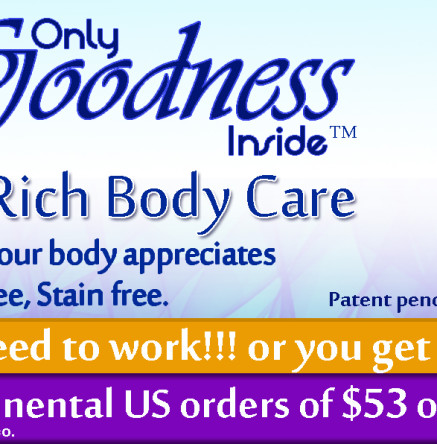 Only
Goodness
Inside™
Rich Body Care
our body appreciates
ee, Stain free.
Patent pend
eed to work!!! or you get
nental US orders of $53 o
o.